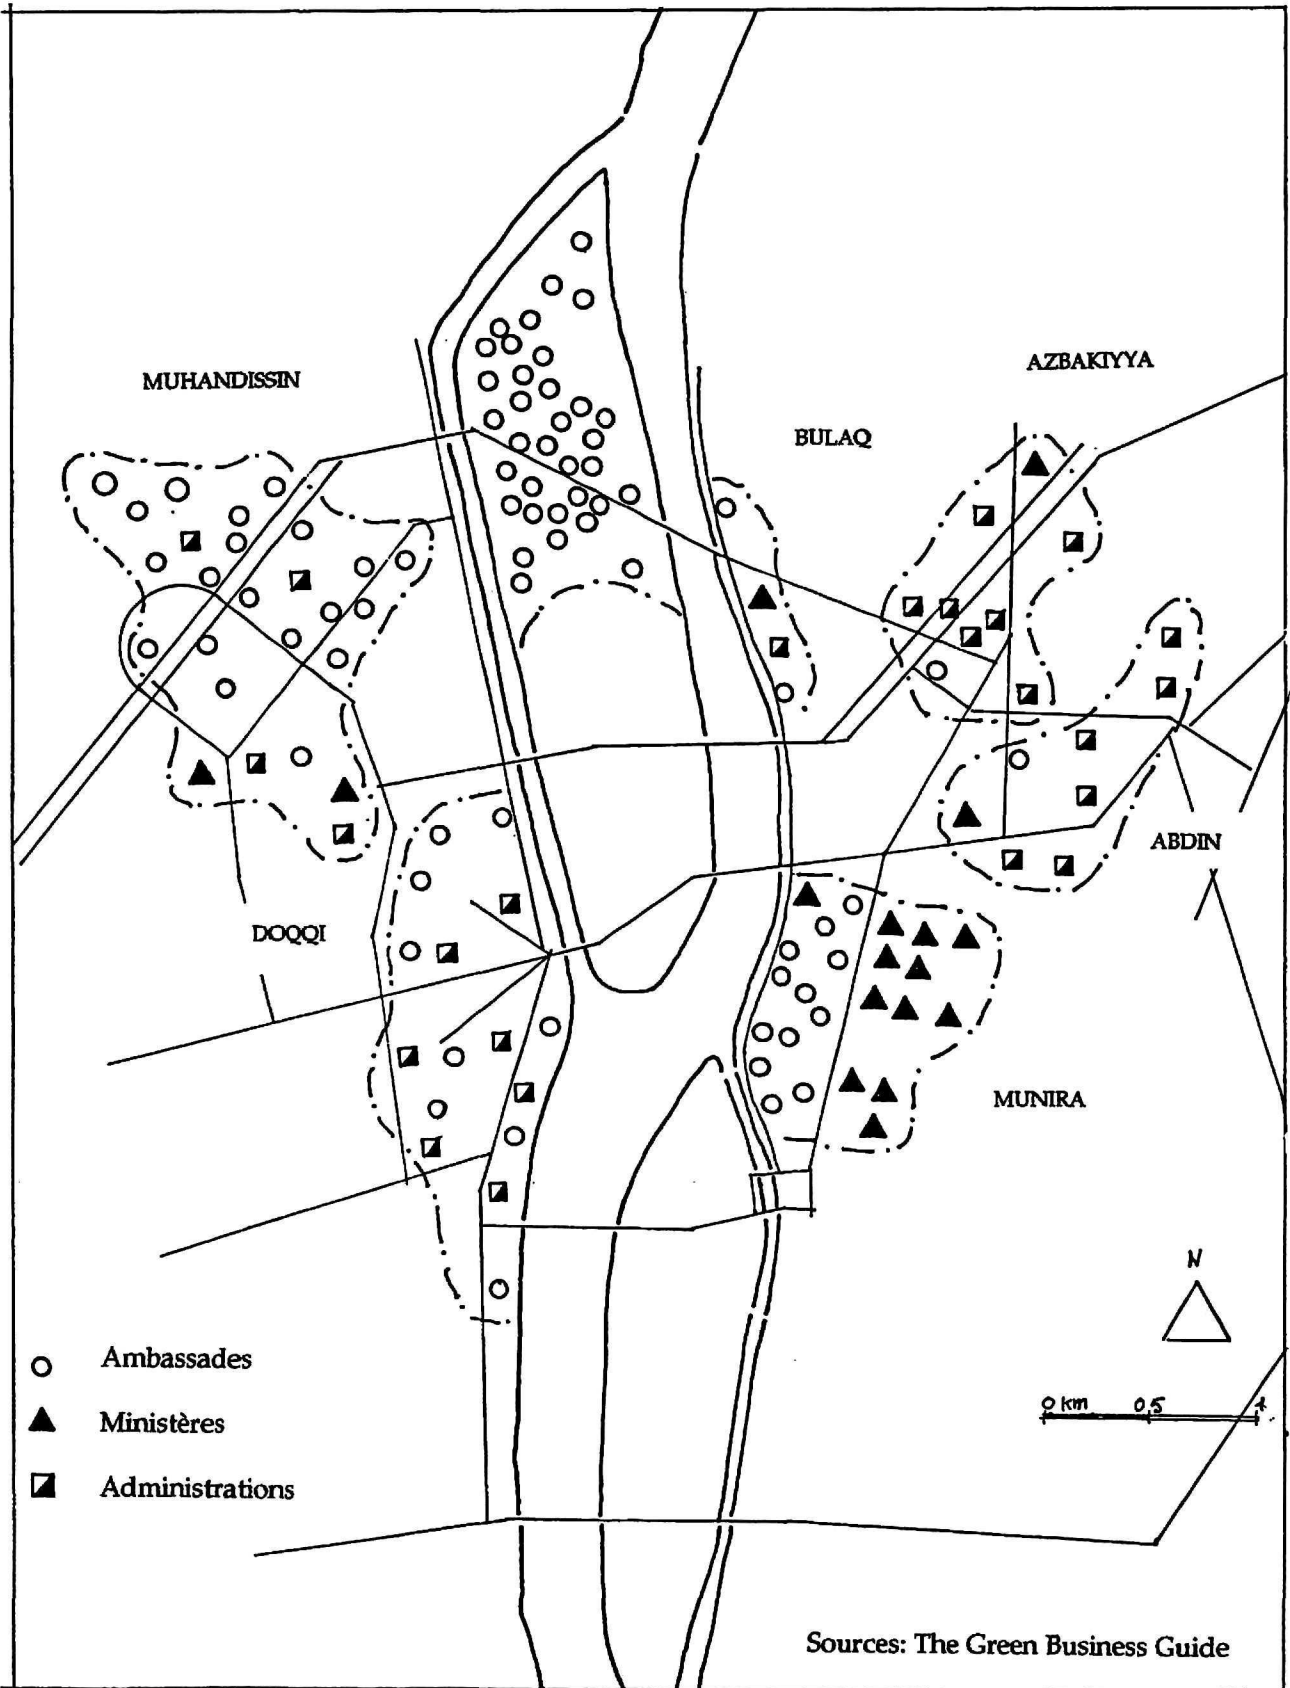 AZBAKIYYA
MUHANDISSIN
BULAQ
ABDIN
DOQQI
MUNIRA
N
Ambassades
0 km 0,5 1
Ministères
Administrations
Sources: The Green Business Guide